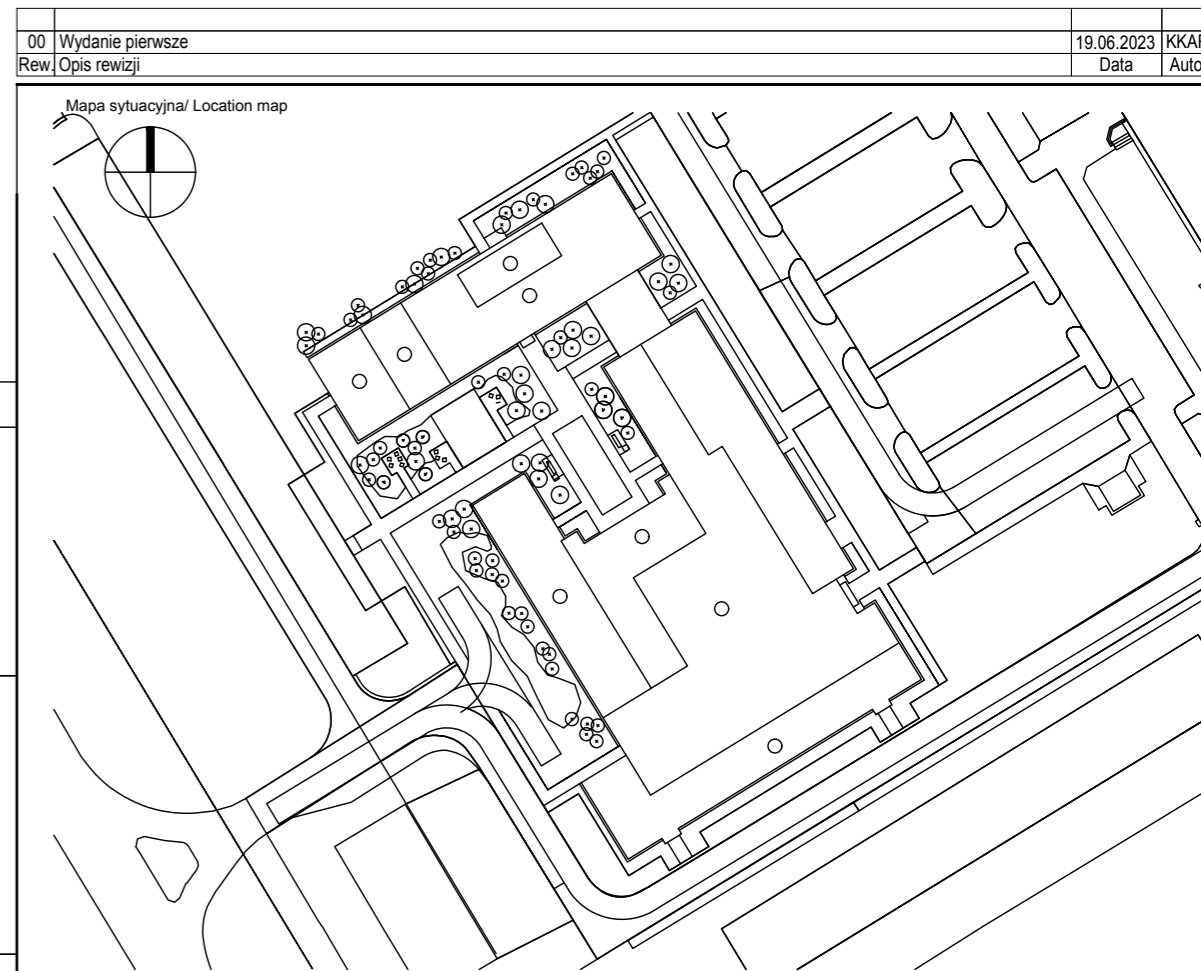 00 Wydanie pierwsze 19.06.2023
Rew. Opis rewizji Data
Mapa sytuacyjna/ Location map